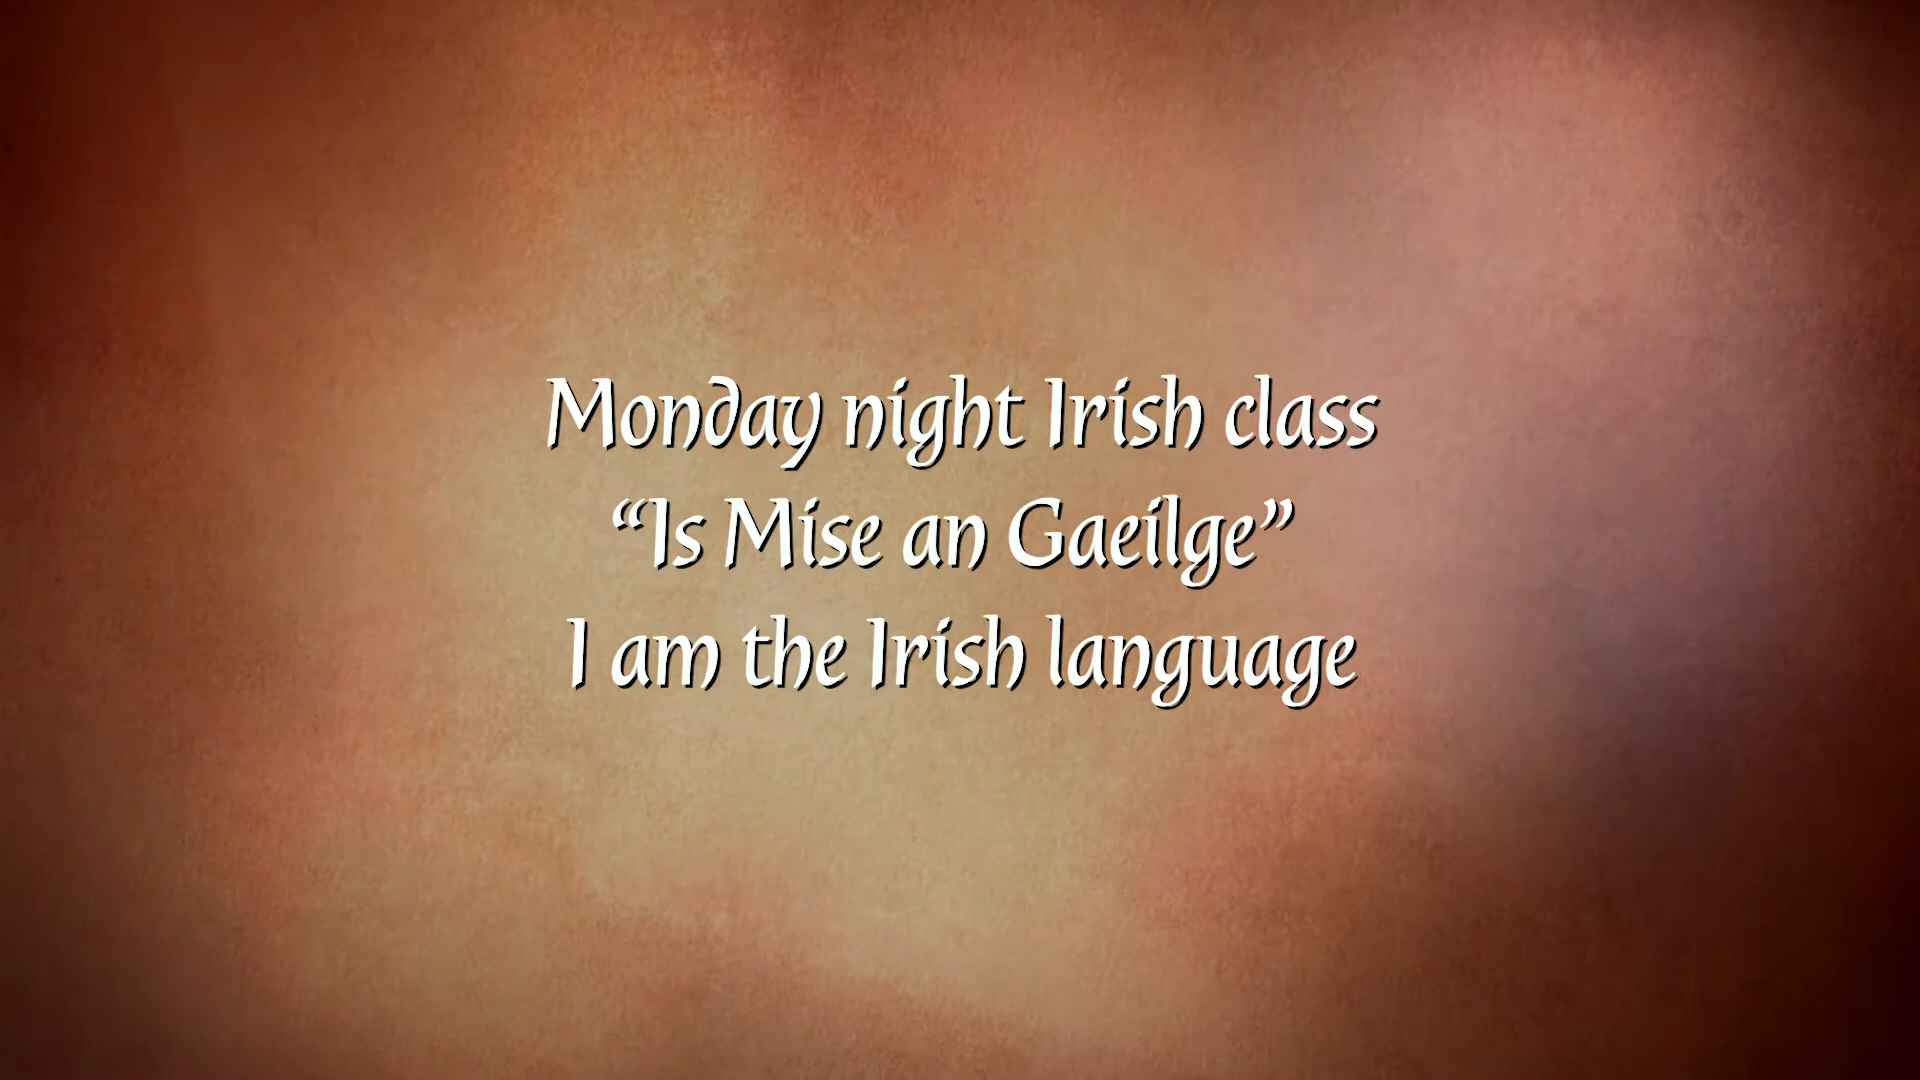 Monday night Irish class
“Is Mise an Gaeilge”
I am the Irish language